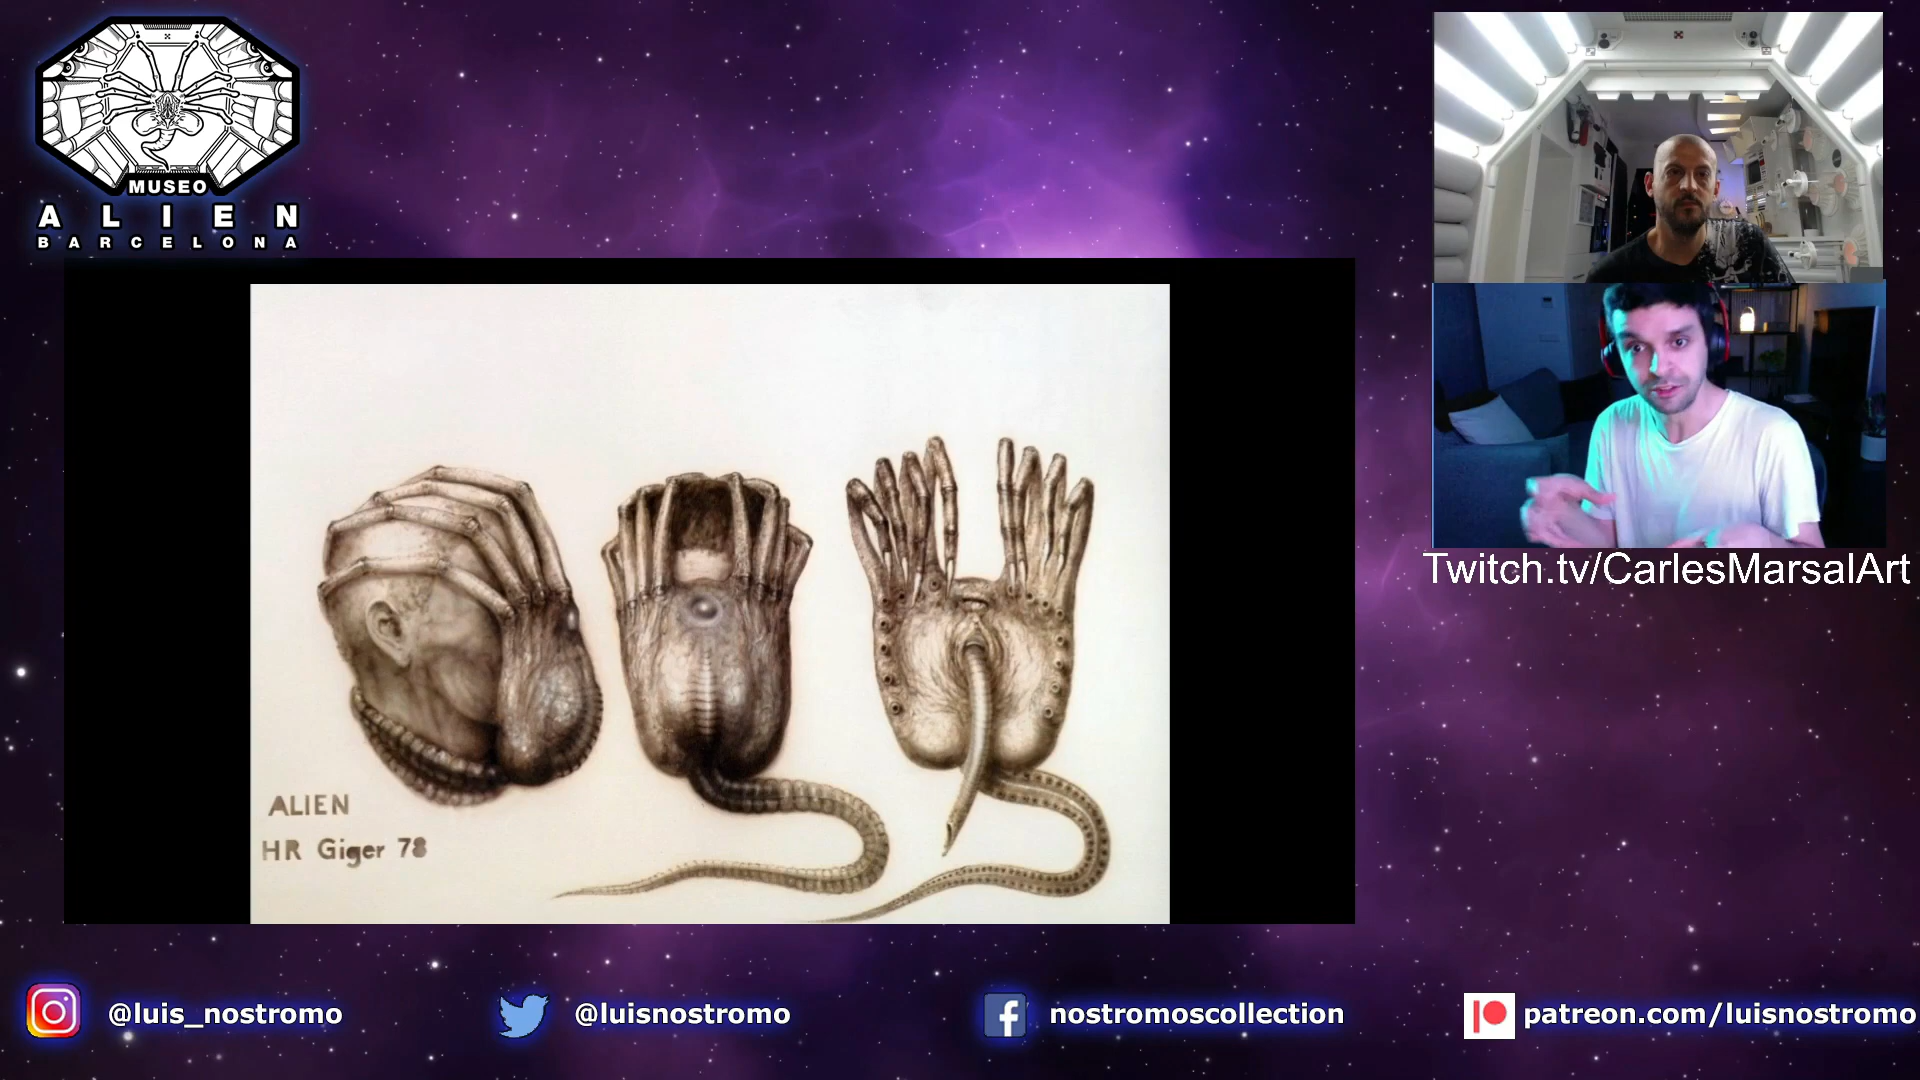 MUSEO
ALIEN
BARCELONA
ALIEN
HR Giger 78
Twitch.tv/CarlesMarsalArt
@luis_nostromo
@luisnostromo
nostromoscollection
patreon.com/luisnostromo